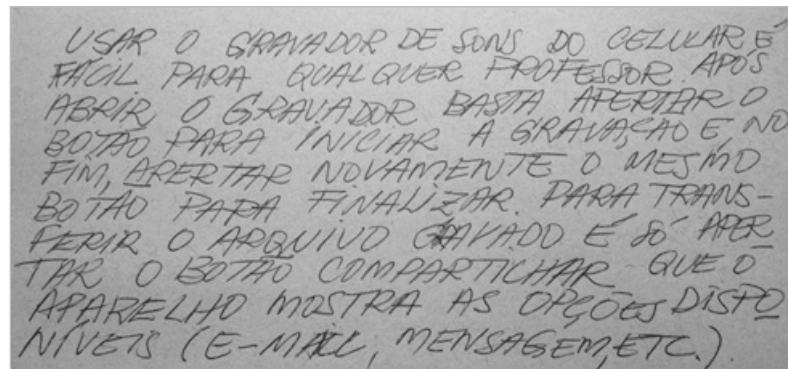 USAR O GRAVADOR DE SONS DO CELULAR É
FÁCIL PARA QUALQUER PROFESSOR. APÓS
ABRIR O GRAVADOR BASTA APERTAR O
BOTÃO PARA INICIAR A GRAVAÇÃO E, NO
FIM, APERTAR NOVAMENTE O MESMO
BOTÃO PARA FINALIZAR. PARA TRANS-
FERIR O ARQUIVO GRAVADO É SÓ APER
TAR O BOTÃO COMPARTICHAR QUE O
APARELHO MOSTRA AS OPÇÕES DISPO
NÍVEIS (E-MAIL, MENSAGEM, ETC.).